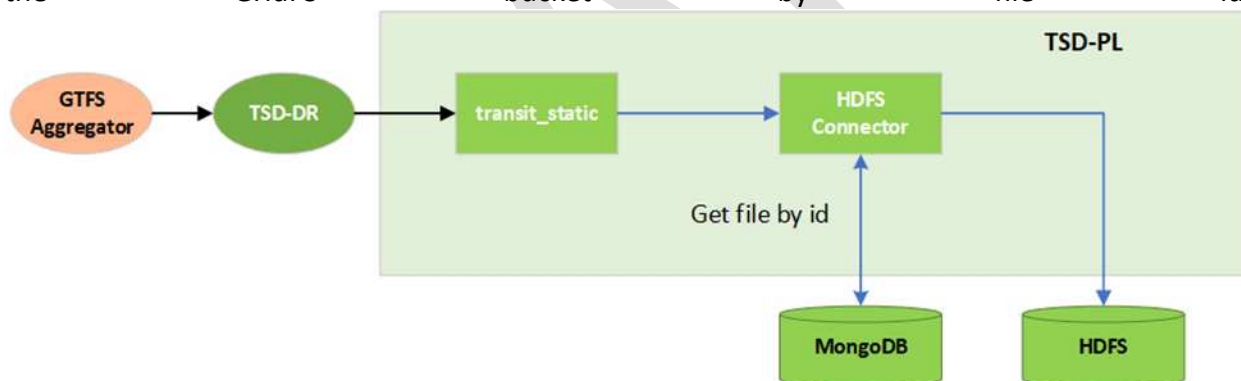 the GridFS bucket by file id
TSD-PL
GTFS
Aggregator
TSD-DR
transit_static
HDFS
Connector
Get file by id
MongoDB
HDFS